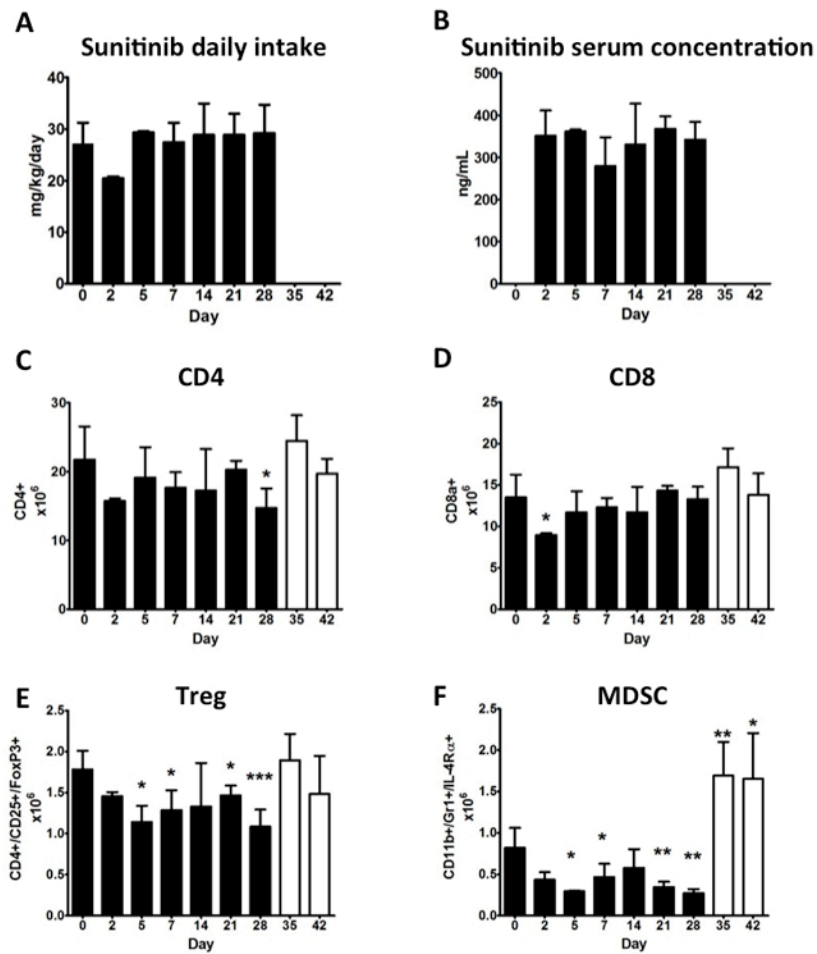 A
Sunitinib daily intake
40
30
20
10
0
mg/kg/day
0 2 5 7 14 21 28 35 42
Day
B
Sunitinib serum concentration
500
400
300
200
100
0
ng/mL
0 2 5 7 14 21 28 35 42
Day
C
CD4
30
20
10
0
CD4+
x10⁶
*
0 2 5 7 14 21 28 35 42
Day
D
CD8
25
20
15
10
5
0
CD8a+
x10⁶
*
0 2 5 7 14 21 28 35 42
Day
E
Treg
2.5
2.0
1.5
1.0
0.5
0.0
CD4+/CD25+/FoxP3+
x10⁶
* * * ***
0 2 5 7 14 21 28 35 42
Day
F
MDSC
2.5
2.0
1.5
1.0
0.5
0.0
CD11b+/Gr1+/IL-4Rα+
x10⁶
* * ** ** ** *
0 2 5 7 14 21 28 35 42
Day